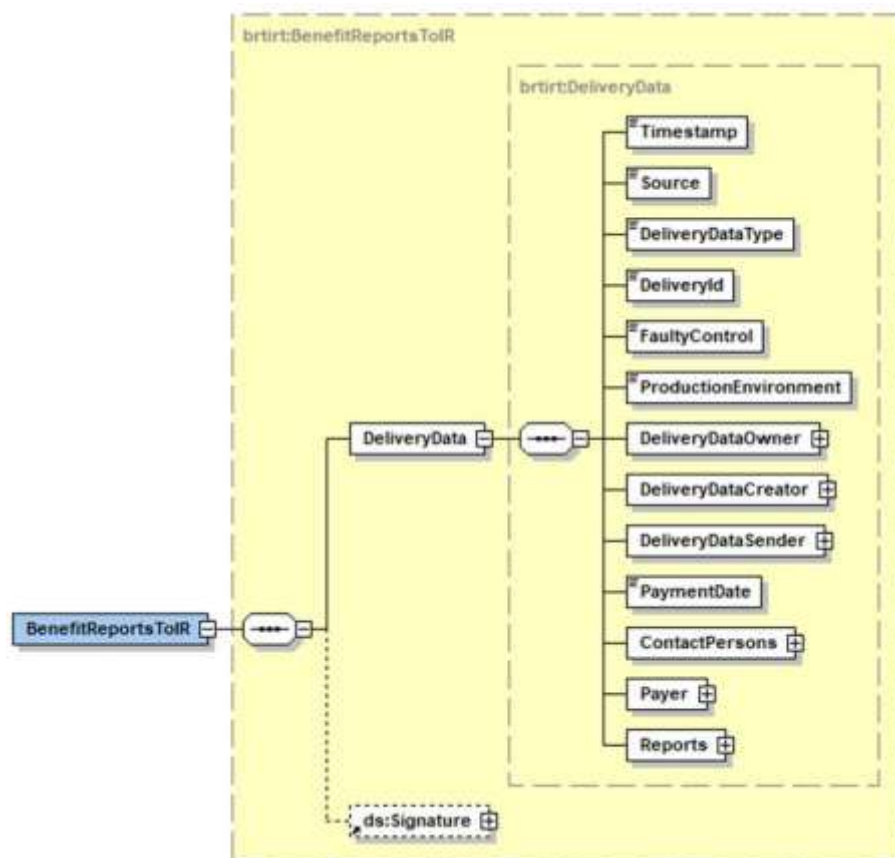 brtirt:BenefitReportsToIR
brtirt:DeliveryData
Timestamp
Source
DeliveryDataType
DeliveryId
FaultyControl
ProductionEnvironment
DeliveryData
DeliveryDataOwner
DeliveryDataCreator
DeliveryDataSender
PaymentDate
BenefitReportsToIR
ContactPersons
Payer
Reports
ds:Signature